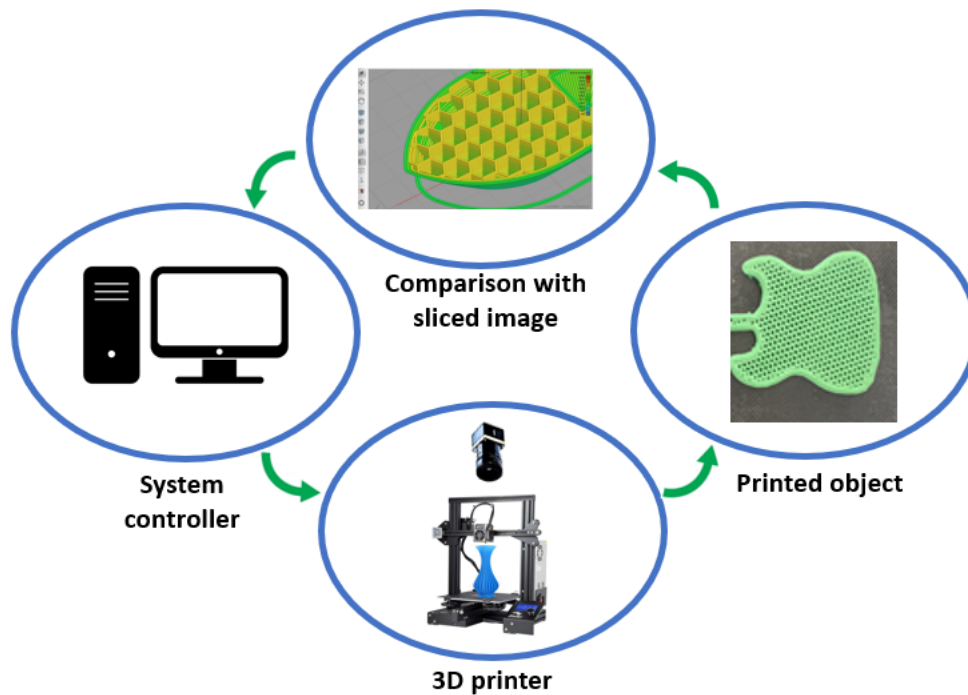 Comparison with
sliced image
System
controller
Printed object
3D printer